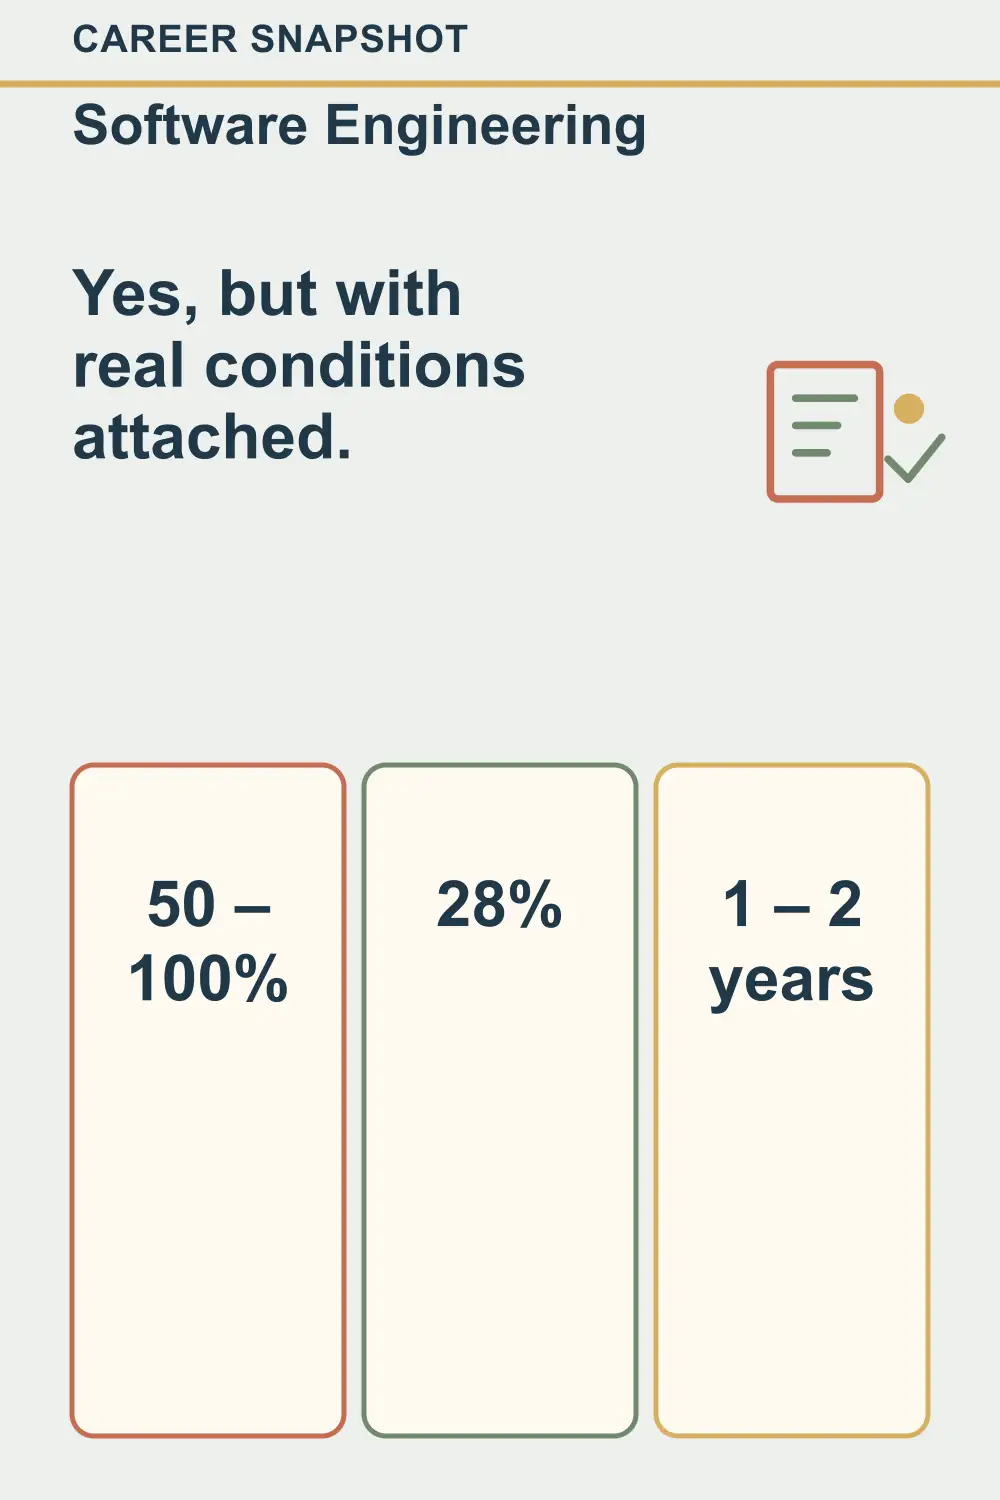 CAREER SNAPSHOT
Software Engineering
Yes, but with
real conditions
attached.
50 –
100%
28%
1 – 2
years